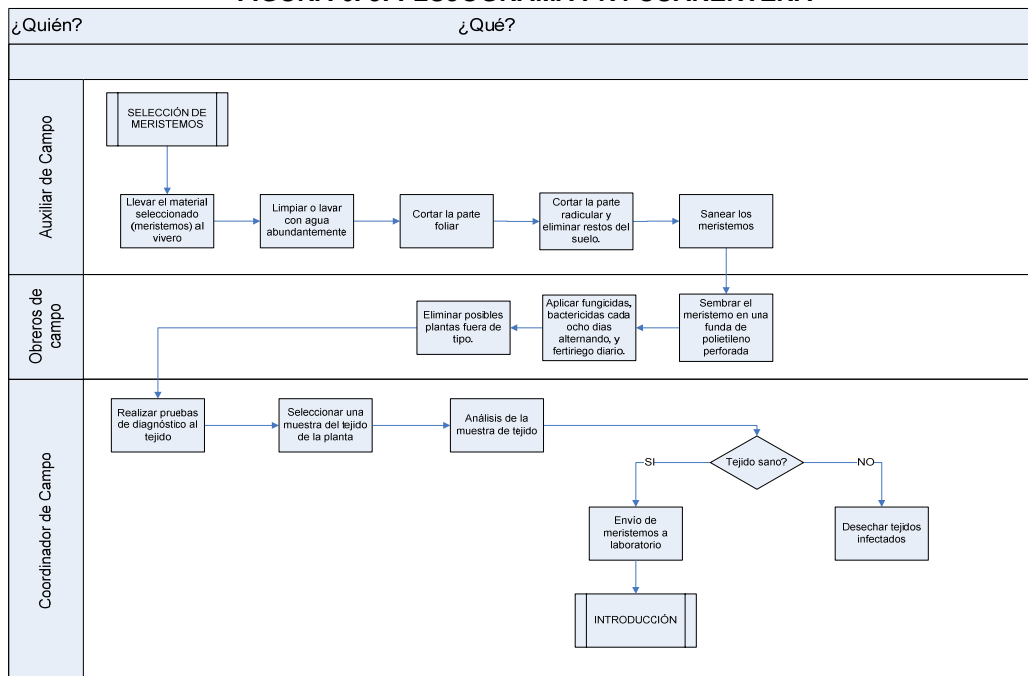 ¿Quién?
¿Qué?
Auxiliar de Campo
SELECCIÓN DE
MERISTEMOS
Llevar el material
seleccionado
(meristemos) al
vivero
Limpiar o lavar
con agua
abundantemente
Cortar la parte
foliar
Cortar la parte
radicular y
eliminar restos del
suelo.
Sanear los
meristemos
Obreros de
campo
Eliminar posibles
plantas fuera de
tipo.
Aplicar fungicidas,
bactericidas cada
ocho días
alternando, y
fertiriego diario.
Sembrar el
meristemo en una
funda de
polietileno
perforada
Coordinador de Campo
Realizar pruebas
de diagnóstico al
tejido
Seleccionar una
muestra del tejido
de la planta
Análisis de la
muestra de tejido
Tejido sano?
SI
NO
Envío de
meristemos a
laboratorio
Desechar tejidos
infectados
INTRODUCCIÓN